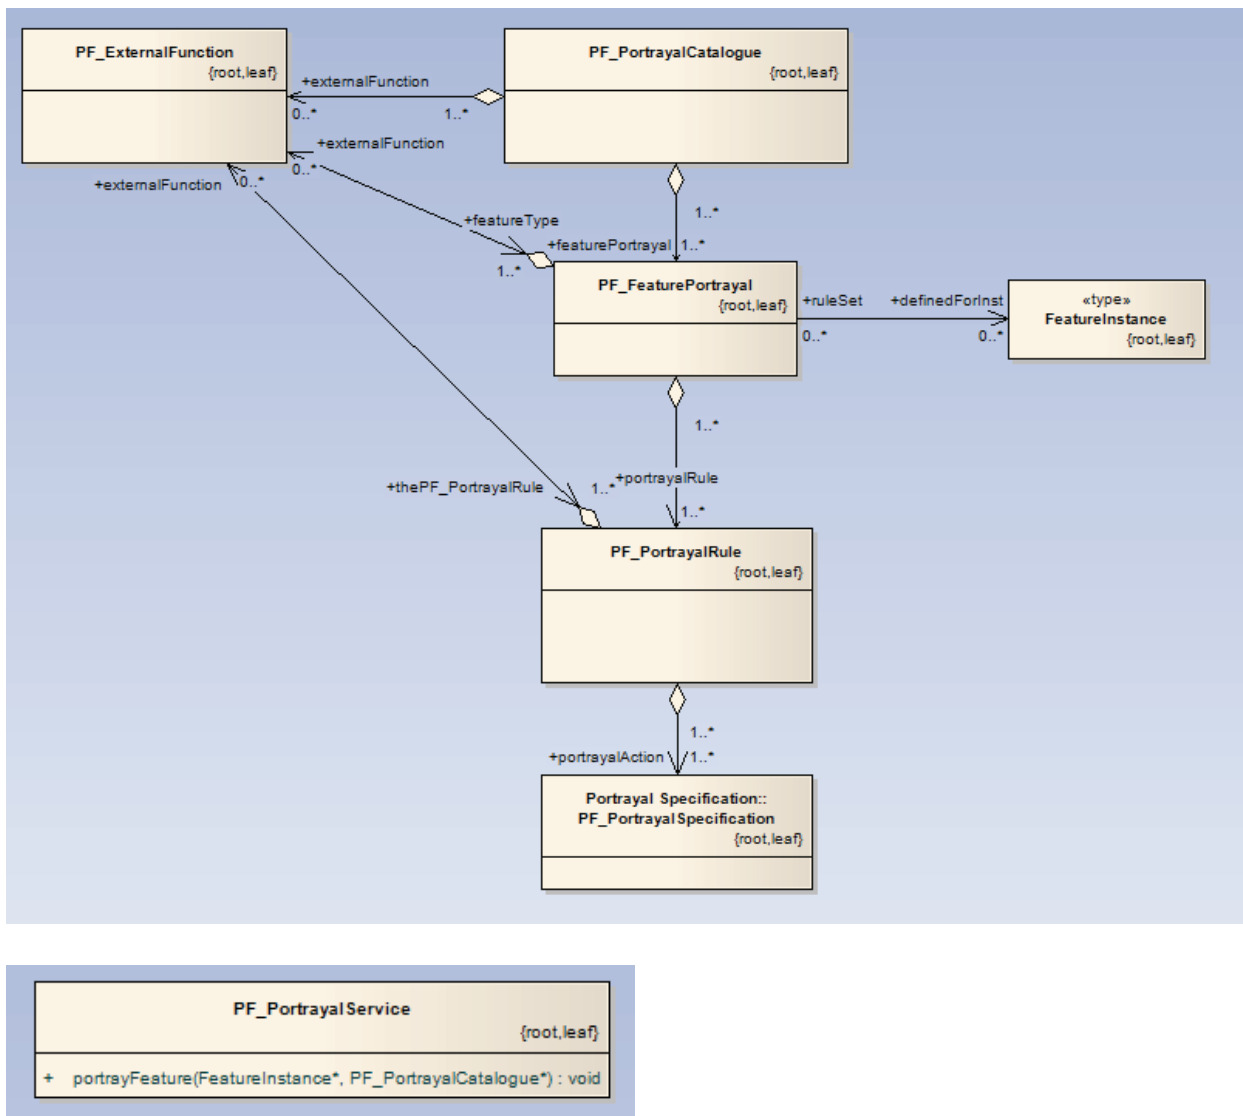 PF_ExternalFunction
{root,leaf}
PF_PortrayalCatalogue
{root,leaf}
+externalFunction
0..*
1..*
+externalFunction
0..*
+externalFunction
0..*
+featureType
1..*
1..*
+featurePortrayal
1..*
PF_FeaturePortrayal
{root,leaf}
+ruleSet
0..*
+definedForInst
0..*
«type»
FeatureInstance
{root,leaf}
1..*
+portrayalRule
1..*
+thePF_PortrayalRule
1..*
PF_PortrayalRule
{root,leaf}
1..*
+portrayalAction
1..*
Portrayal Specification::
PF_PortrayalSpecification
{root,leaf}
PF_PortrayalService
{root,leaf}
+ portrayFeature(FeatureInstance*, PF_PortrayalCatalogue*) : void